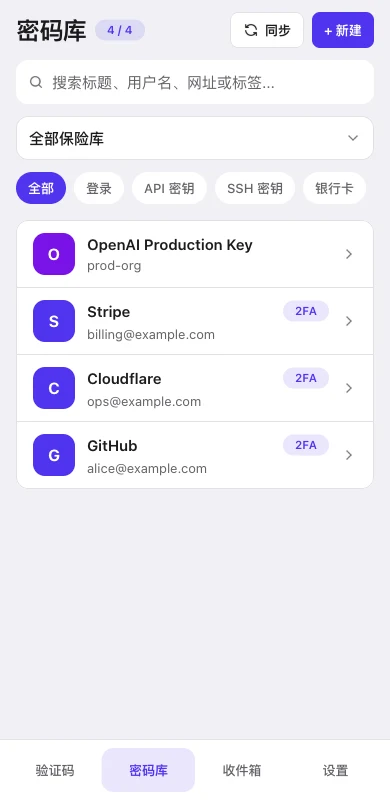 密码库 4 / 4 同步 + 新建
搜索标题、用户名、网址或标签...
全部保险库
全部 登录 API 密钥 SSH 密钥 银行卡
O OpenAI Production Key
prod-org
S Stripe 2FA
billing@example.com
C Cloudflare 2FA
ops@example.com
G GitHub 2FA
alice@example.com
验证码 密码库 收件箱 设置